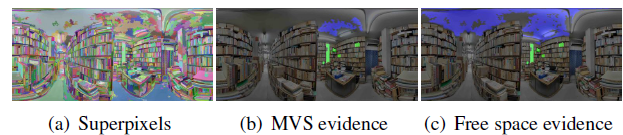 (a) Superpixels
(b) MVS evidence
(c) Free space evidence